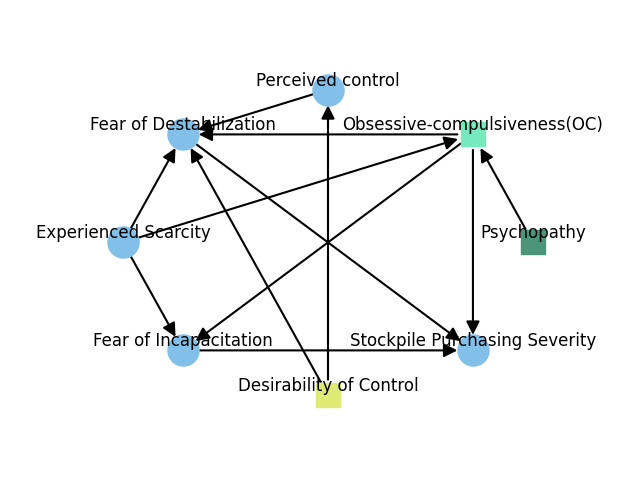 Perceived control
Fear of Destabilization
Obsessive-compulsiveness(OC)
Experienced Scarcity
Psychopathy
Fear of Incapacitation
Stockpile Purchasing Severity
Desirability of Control